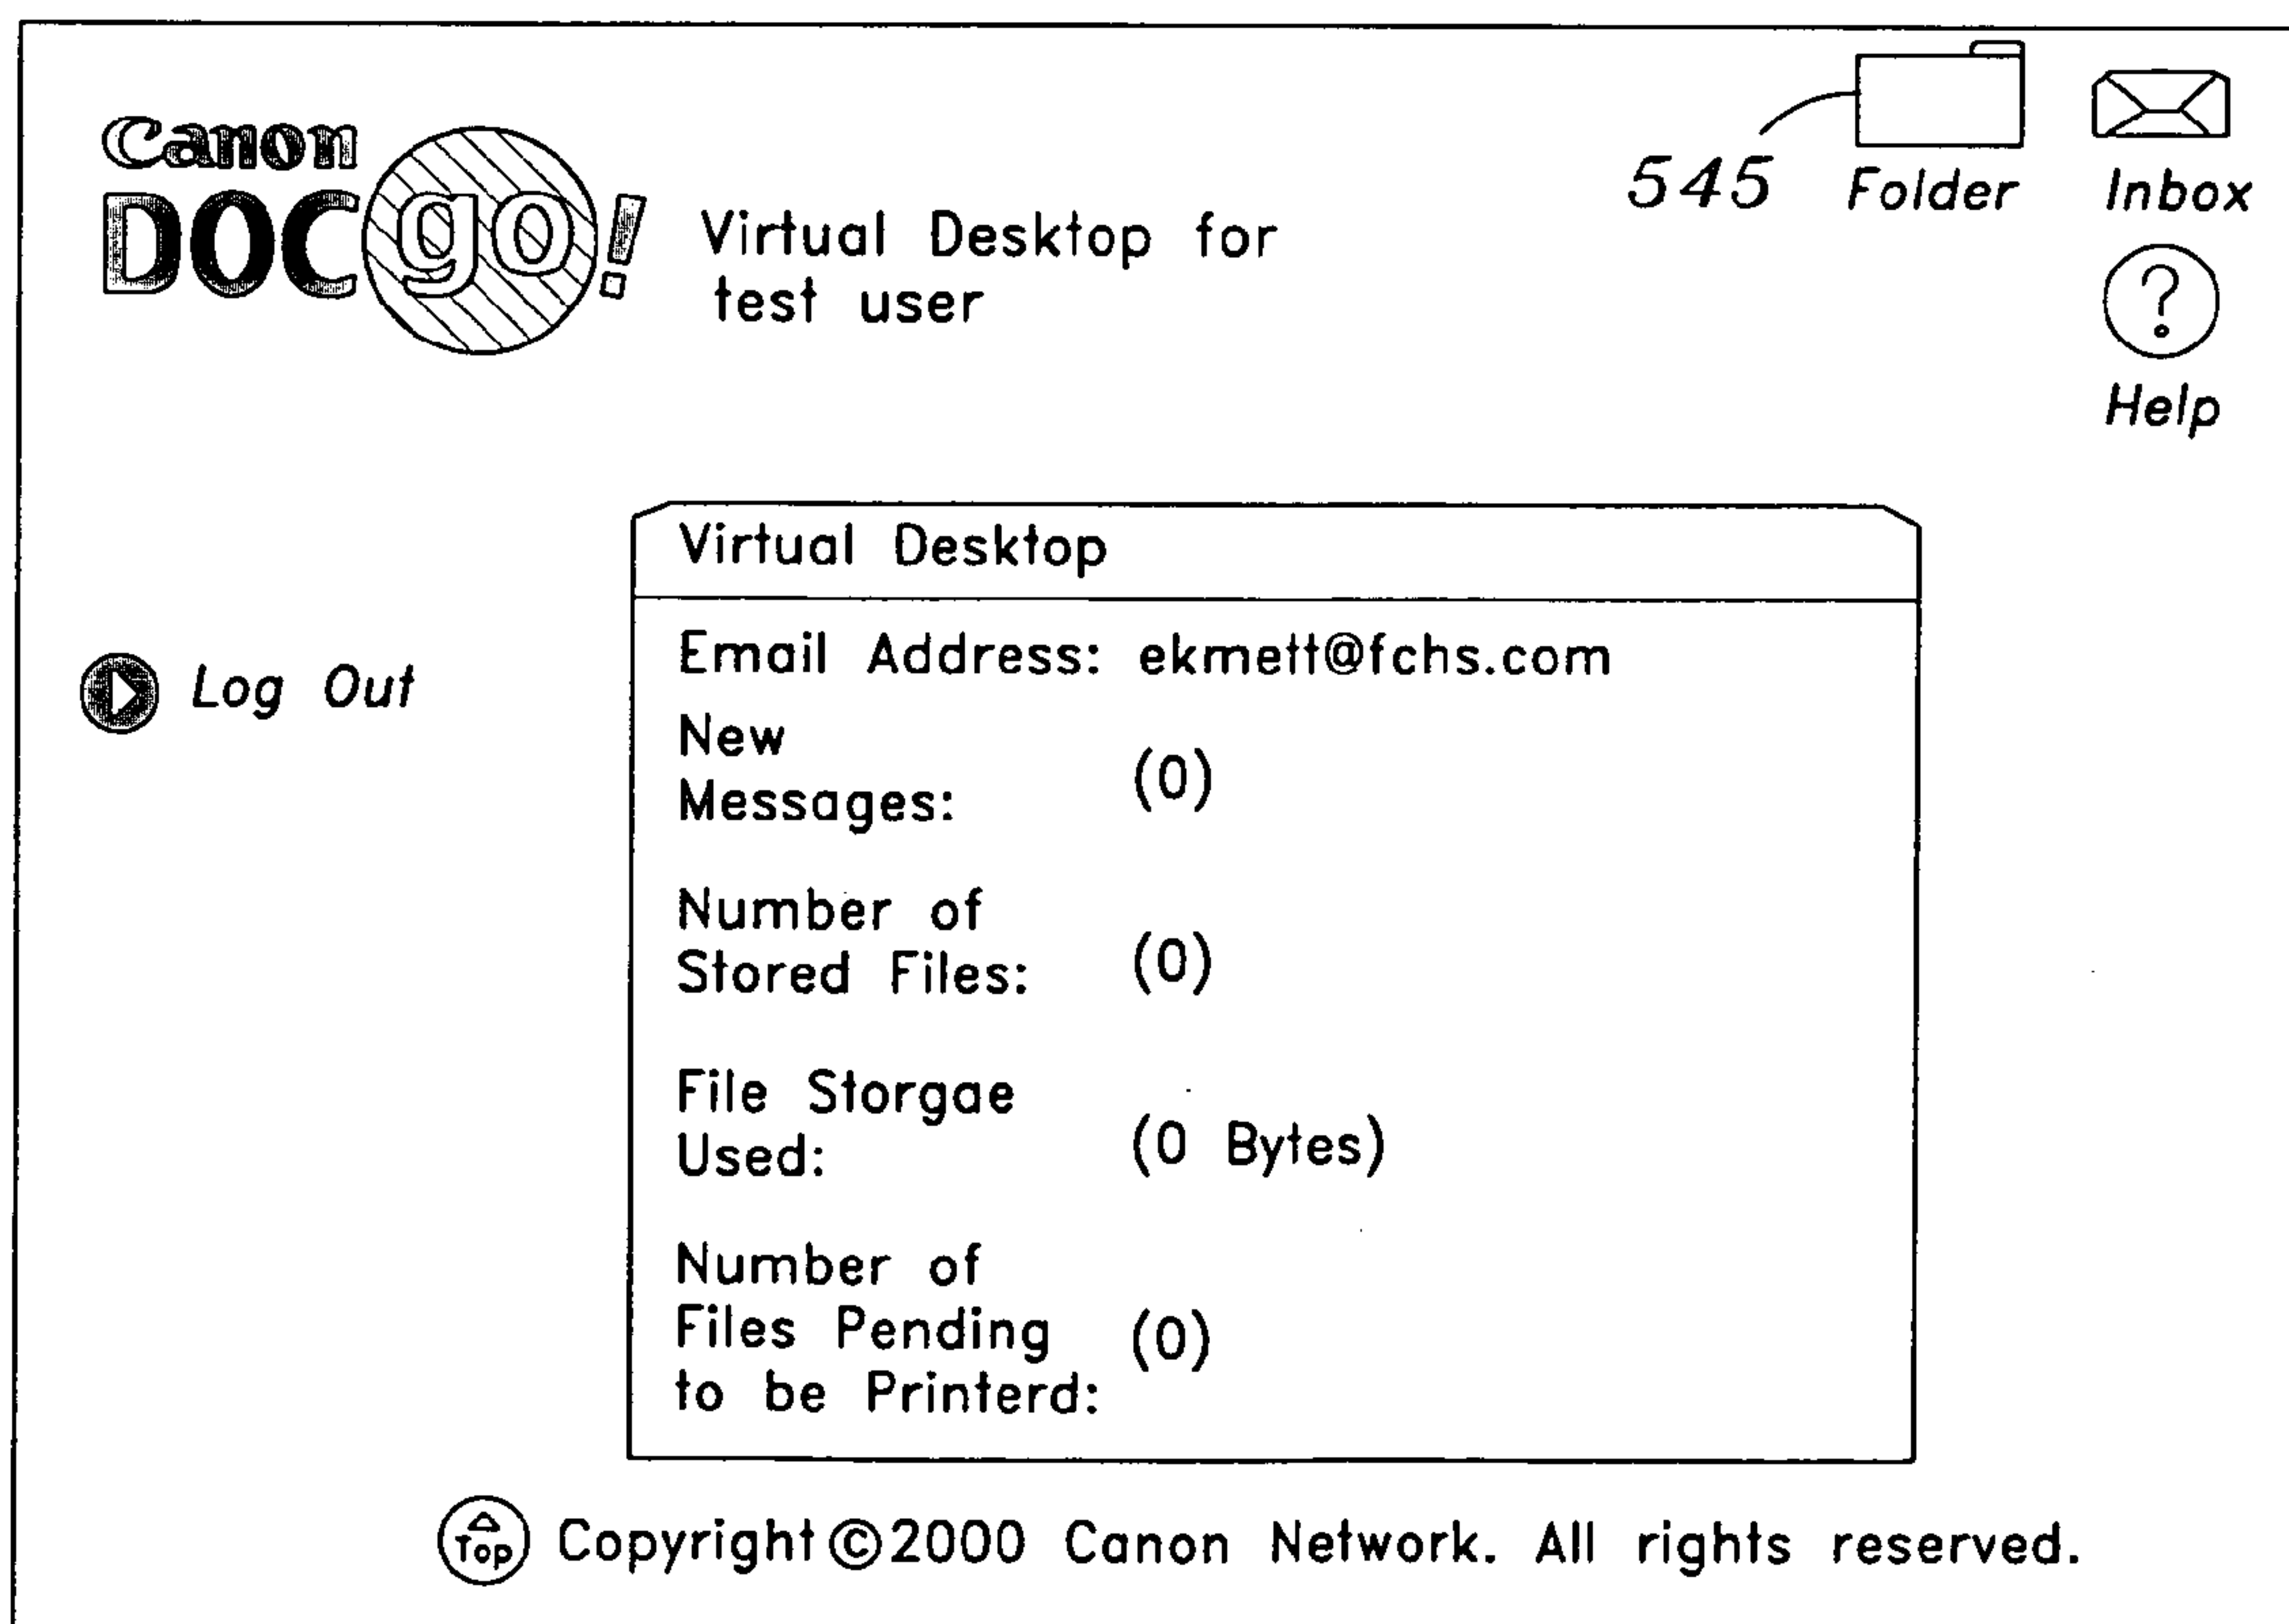 Canon
DOC go!
Virtual Desktop for
test user
545
Folder
Inbox
?
Help
Log Out
Virtual Desktop
Email Address: ekmett@fchs.com
New
Messages: (0)
Number of
Stored Files: (0)
File Storgae
Used: (0 Bytes)
Number of
Files Pending (0)
to be Printerd:
Top
Copyright©2000 Canon Network. All rights reserved.